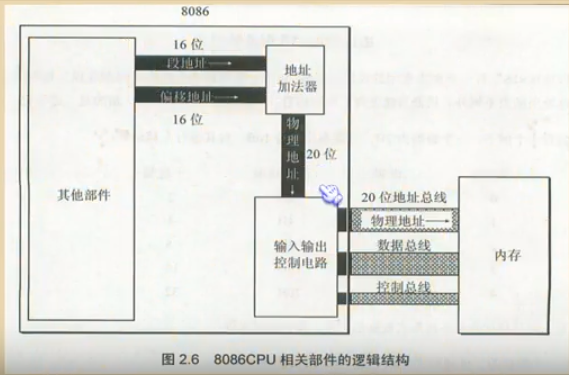 8086
16 位
段地址→
偏移地址→
16 位
地址
加法器
物理地址↓
20 位
其他部件
输入输出
控制电路
20 位地址总线
物理地址→
数据总线
控制总线
内存
图 2.6 8086CPU 相关部件的逻辑结构